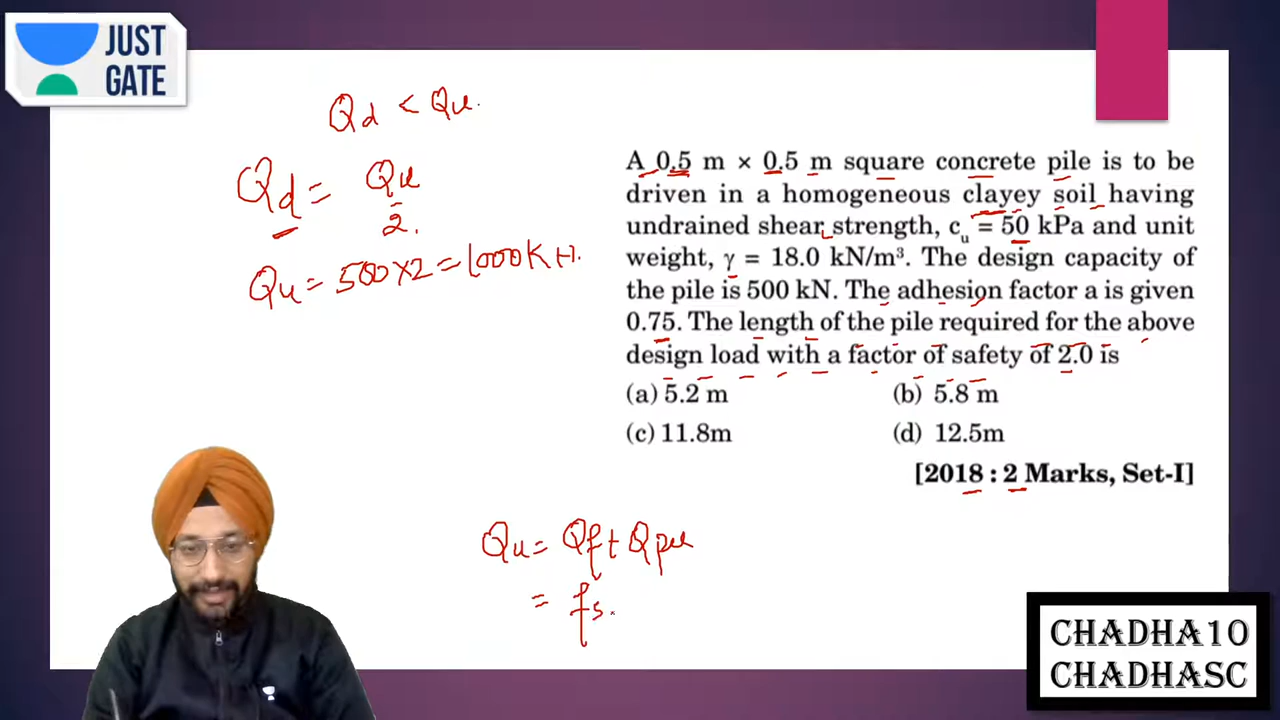 JUST
GATE
Qd < Qu.
Qd = Qu
2.
Qu = 500×2 = 1000KN.
A 0.5 m × 0.5 m square concrete pile is to be
driven in a homogeneous clayey soil having
undrained shear strength, cu = 50 kPa and unit
weight, γ = 18.0 kN/m³. The design capacity of
the pile is 500 kN. The adhesion factor a is given
0.75. The length of the pile required for the above
design load with a factor of safety of 2.0 is
(a) 5.2 m (b) 5.8 m
(c) 11.8m (d) 12.5m
[2018 : 2 Marks, Set-I]
Qu = Qf + Qpu
= fs.
CHADHA10
CHADHASC